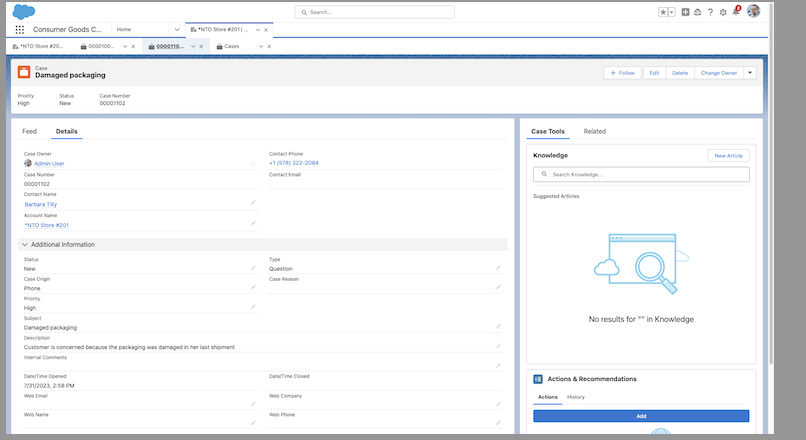 Search...
Consumer Goods C...
Home
*NTO Store #201 | ...
*NTO Store #20...
0000100...
0000110...
Cases
Case
Damaged packaging
+ Follow
Edit
Delete
Change Owner
Priority
High
Status
New
Case Number
00001102
Feed
Details
Case Owner
Admin User
Contact Phone
+1 (578) 222-2084
Case Number
00001102
Contact Email
Contact Name
Barbara Tilly
Account Name
*NTO Store #201
Additional Information
Status
New
Type
Question
Case Origin
Phone
Case Reason
Priority
High
Subject
Damaged packaging
Description
Customer is concerned because the packaging was damaged in her last shipment
Internal Comments
Date/Time Opened
7/31/2023, 2:58 PM
Date/Time Closed
Web Email
Web Company
Web Name
Web Phone
Case Tools
Related
Knowledge
New Article
Search Knowledge...
Suggested Articles
No results for "" in Knowledge
Actions & Recommendations
Actions
History
Add